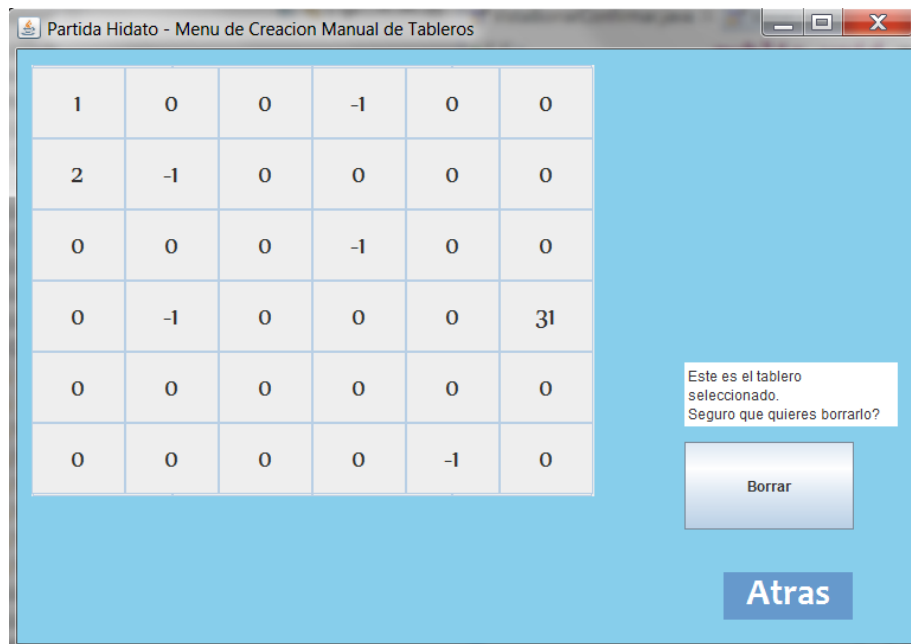 Partida Hidato - Menu de Creacion Manual de Tableros
1 0 0 -1 0 0
2 -1 0 0 0 0
0 0 0 -1 0 0
0 -1 0 0 0 31
0 0 0 0 0 0
0 0 0 0 -1 0
Este es el tablero
seleccionado.
Seguro que quieres borrarlo?
Borrar
Atras